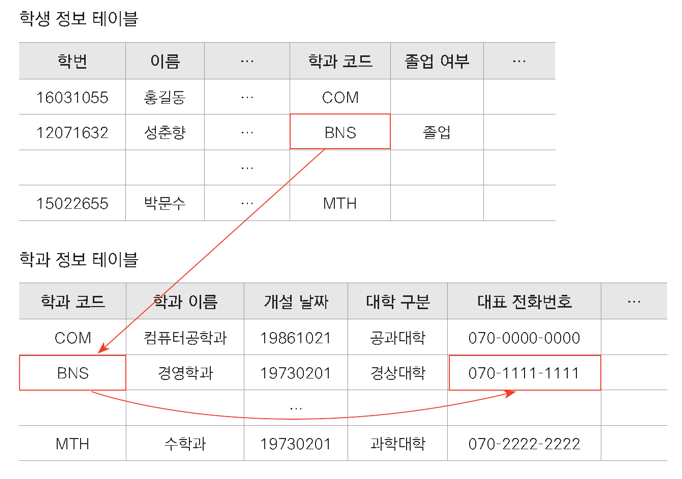 학생 정보 테이블
학번 이름 … 학과 코드 졸업 여부 …
16031055 홍길동 … COM
12071632 성춘향 … BNS 졸업
…
15022655 박문수 … MTH
학과 정보 테이블
학과 코드 학과 이름 개설 날짜 대학 구분 대표 전화번호 …
COM 컴퓨터공학과 19861021 공과대학 070-0000-0000
BNS 경영학과 19730201 경상대학 070-1111-1111
…
MTH 수학과 19730201 과학대학 070-2222-2222